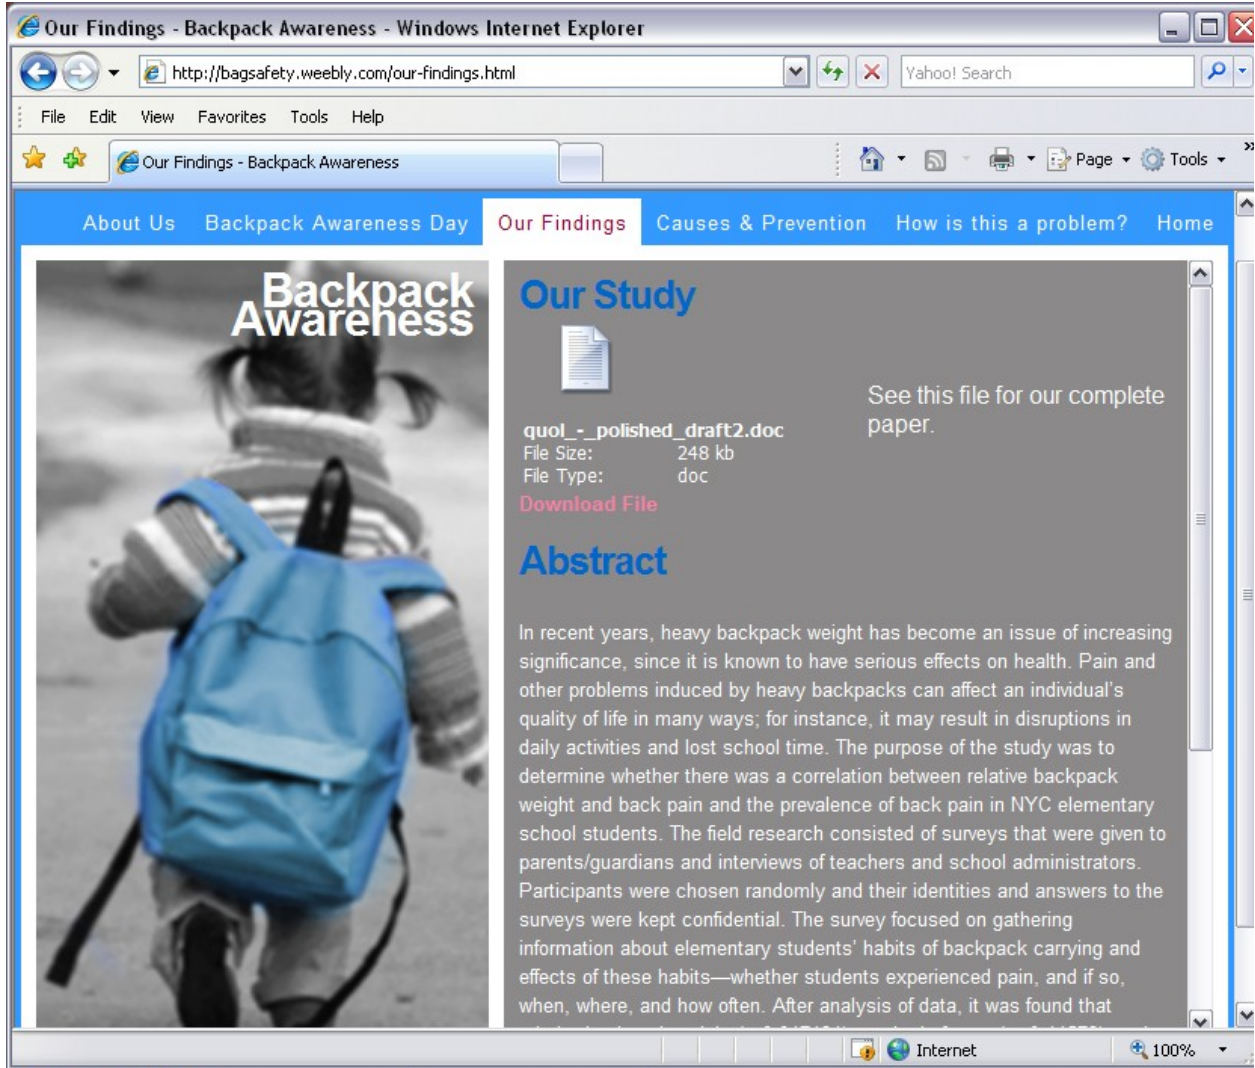 Our Findings - Backpack Awareness - Windows Internet Explorer
http://bagsafety.weebly.com/our-findings.html
Yahoo! Search
File Edit View Favorites Tools Help
Our Findings - Backpack Awareness
Page Tools
About Us Backpack Awareness Day Our Findings Causes & Prevention How is this a problem? Home
Backpack
Awareness
Our Study
See this file for our complete
paper.
quol_-_polished_draft2.doc
File Size: 248 kb
File Type: doc
Download File
Abstract
In recent years, heavy backpack weight has become an issue of increasing
significance, since it is known to have serious effects on health. Pain and
other problems induced by heavy backpacks can affect an individual's
quality of life in many ways; for instance, it may result in disruptions in
daily activities and lost school time. The purpose of the study was to
determine whether there was a correlation between relative backpack
weight and back pain and the prevalence of back pain in NYC elementary
school students. The field research consisted of surveys that were given to
parents/guardians and interviews of teachers and school administrators.
Participants were chosen randomly and their identities and answers to the
surveys were kept confidential. The survey focused on gathering
information about elementary students' habits of backpack carrying and
effects of these habits—whether students experienced pain, and if so,
when, where, and how often. After analysis of data, it was found that
Internet
100%